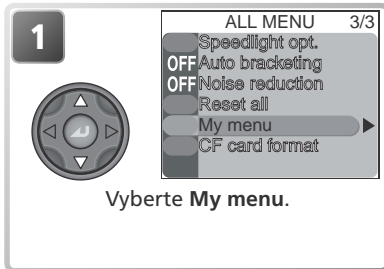 1
ALL MENU 3/3
Speedlight opt.
OFF Auto bracketing
OFF Noise reduction
Reset all
My menu
CF card format
Vyberte My menu.